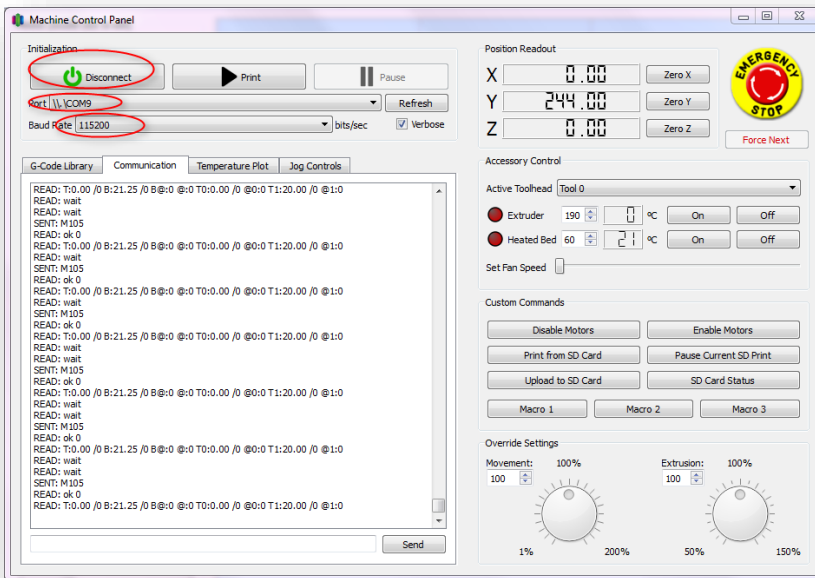 Machine Control Panel
Initialization
Disconnect
Print
Pause
Port \\.\COM9
Refresh
Baud Rate 115200 bits/sec
Verbose
G-Code Library Communication Temperature Plot Jog Controls
READ: T:0.00 /0 B:21.25 /0 B@:0 @:0 T0:0.00 /0 @0:0 T1:20.00 /0 @1:0
READ: wait
READ: wait
SENT: M105
READ: ok 0
READ: T:0.00 /0 B:21.25 /0 B@:0 @:0 T0:0.00 /0 @0:0 T1:20.00 /0 @1:0
READ: wait
READ: wait
SENT: M105
READ: ok 0
READ: T:0.00 /0 B:21.25 /0 B@:0 @:0 T0:0.00 /0 @0:0 T1:20.00 /0 @1:0
READ: wait
SENT: M105
READ: ok 0
READ: T:0.00 /0 B:21.25 /0 B@:0 @:0 T0:0.00 /0 @0:0 T1:20.00 /0 @1:0
READ: wait
READ: wait
SENT: M105
READ: ok 0
READ: T:0.00 /0 B:21.25 /0 B@:0 @:0 T0:0.00 /0 @0:0 T1:20.00 /0 @1:0
READ: wait
READ: wait
SENT: M105
READ: ok 0
READ: T:0.00 /0 B:21.25 /0 B@:0 @:0 T0:0.00 /0 @0:0 T1:20.00 /0 @1:0
READ: wait
READ: wait
SENT: M105
READ: ok 0
READ: T:0.00 /0 B:21.25 /0 B@:0 @:0 T0:0.00 /0 @0:0 T1:20.00 /0 @1:0
Send
Position Readout
X 0.00 Zero X
Y 244.00 Zero Y
Z 0.00 Zero Z
EMERGENCY
STOP
Force Next
Accessory Control
Active Toolhead Tool 0
Extruder 190 0 ºC On Off
Heated Bed 60 21 ºC On Off
Set Fan Speed
Custom Commands
Disable Motors Enable Motors
Print from SD Card Pause Current SD Print
Upload to SD Card SD Card Status
Macro 1 Macro 2 Macro 3
Override Settings
Movement: 100% Extrusion: 100%
100 100
1% 200% 50% 150%